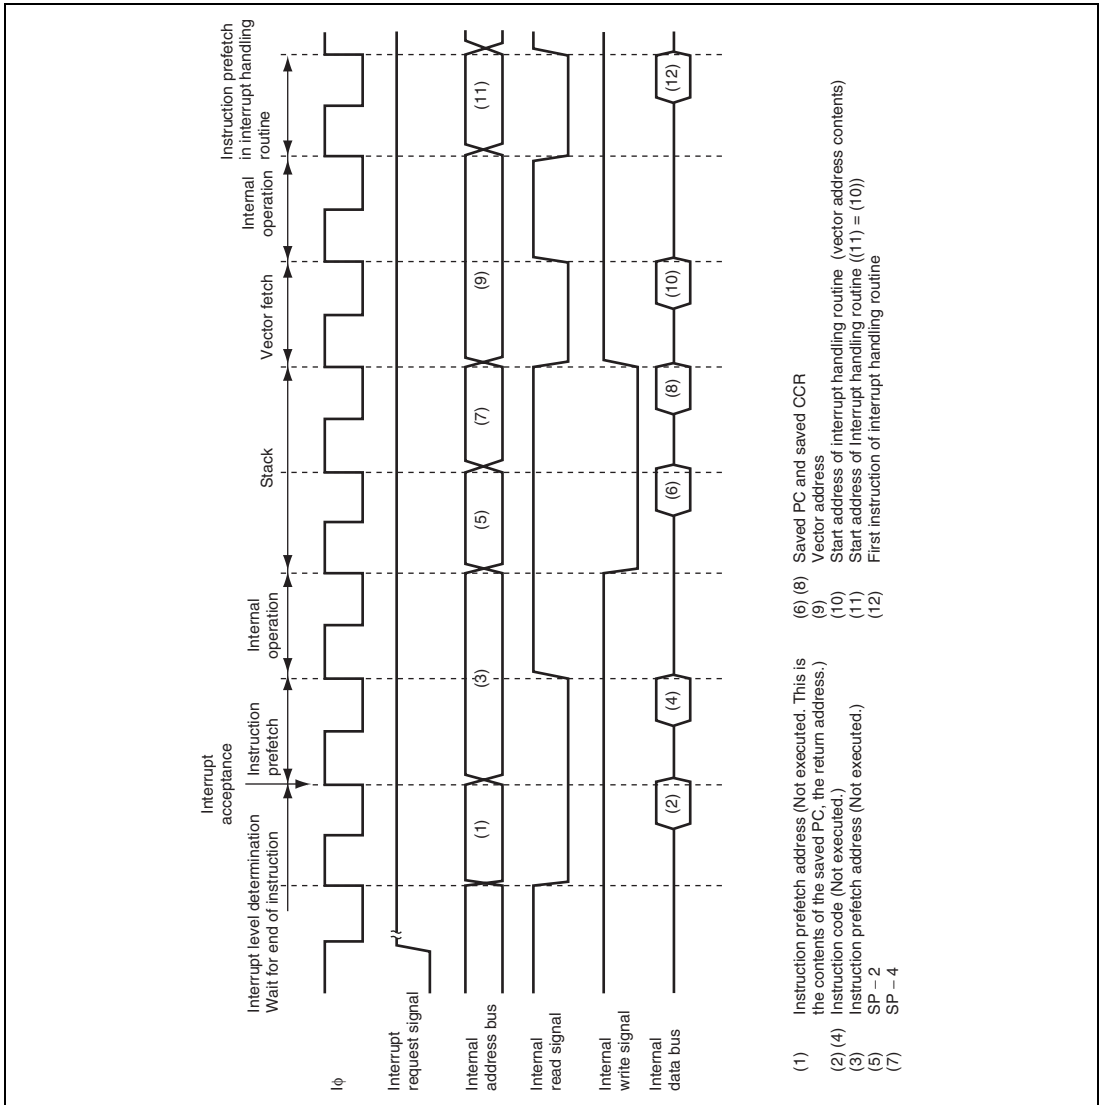 Interrupt
acceptance
Interrupt level determination
Wait for end of instruction
Instruction
prefetch
Internal
operation
Stack
Vector fetch
Internal
operation
Instruction prefetch
in interrupt handling
routine
Iϕ
Interrupt
request signal
Internal
address bus
(1)
(3)
(5)
(7)
(9)
(11)
Internal
read signal
Internal
write signal
Internal
data bus
(2)
(4)
(6)
(8)
(10)
(12)
(1) Instruction prefetch address (Not executed. This is
the contents of the saved PC, the return address.)
(2) (4) Instruction code (Not executed.)
(3) Instruction prefetch address (Not executed.)
(5) SP – 2
(7) SP – 4
(6) (8) Saved PC and saved CCR
(9) Vector address
(10) Start address of interrupt handling routine (vector address contents)
(11) Start address of Interrupt handling routine ((11) = (10))
(12) First instruction of interrupt handling routine